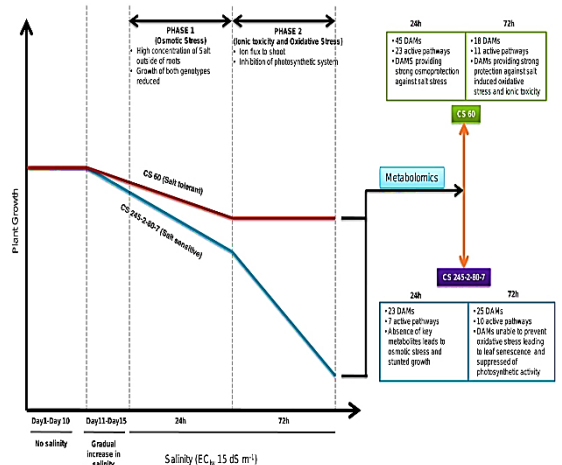 PHASE 1
(Osmotic Stress)
• High concentration of Salt
outside of roots
• Growth of both genotypes
reduced
PHASE 2
(Ionic toxicity and Oxidative Stress)
• Ion flux to shoot
• Inhibition of photosynthetic system
24h
72h
• 45 DAMs
• 23 active pathways
• DAMS providing
strong osmoprotection
against salt stress
• 18 DAMs
• 11 active pathways
• DAMs providing strong
protection against salt
induced oxidative
stress and ionic toxicity
CS 60
Metabolomics
CS 245-2-80-7
24h
72h
• 23 DAMs
• 7 active pathways
• Absence of key
metabolites leads to
osmotic stress and
stunted growth
• 25 DAMs
• 10 active pathways
• DAMs unable to prevent
oxidative stress leading
to leaf senescence and
suppressed of
photosynthetic activity
Plant Growth
CS 60 (Salt tolerant)
CS 245-2-80-7 (Salt sensitive)
Day1-Day 10
Day11-Day15
24h
72h
No salinity
Gradual
increase in
salinity
Salinity (ECiw 15 dS m-1)